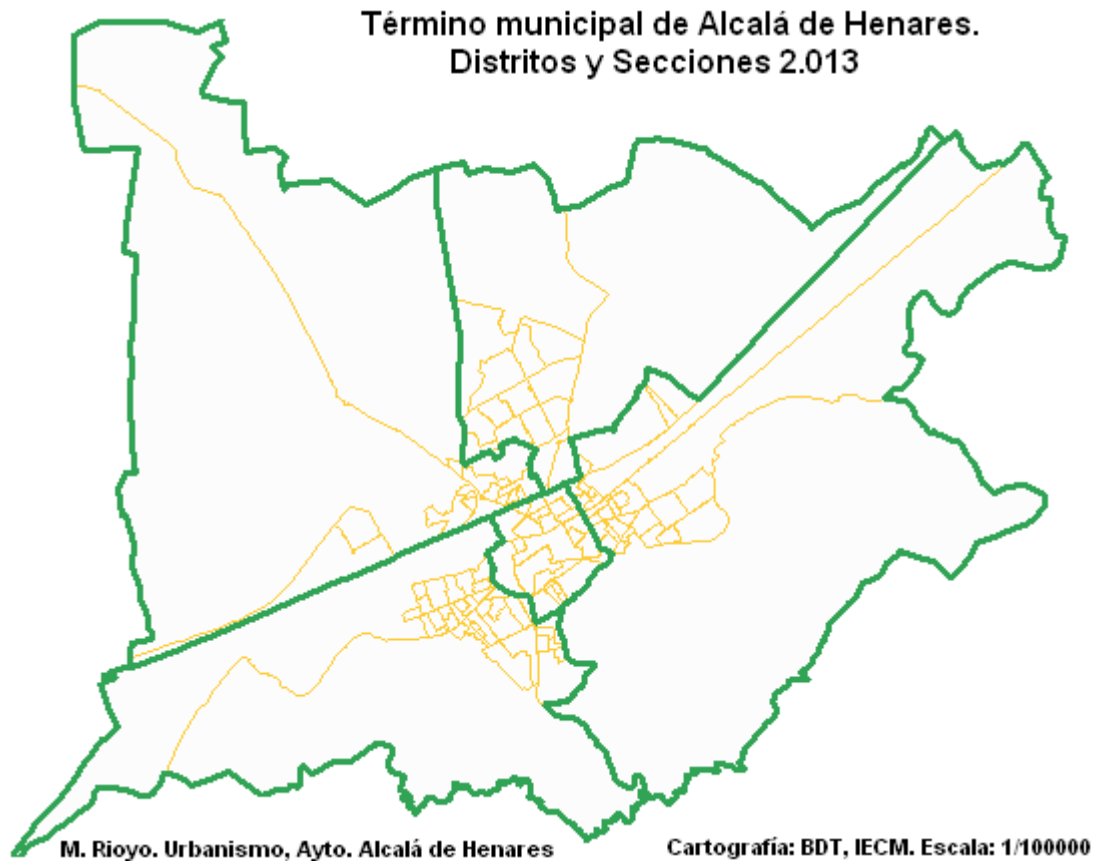 Término municipal de Alcalá de Henares.
Distritos y Secciones 2.013
M. Rioyo. Urbanismo, Ayto. Alcalá de Henares
Cartografía: BDT, IECM. Escala: 1/100000